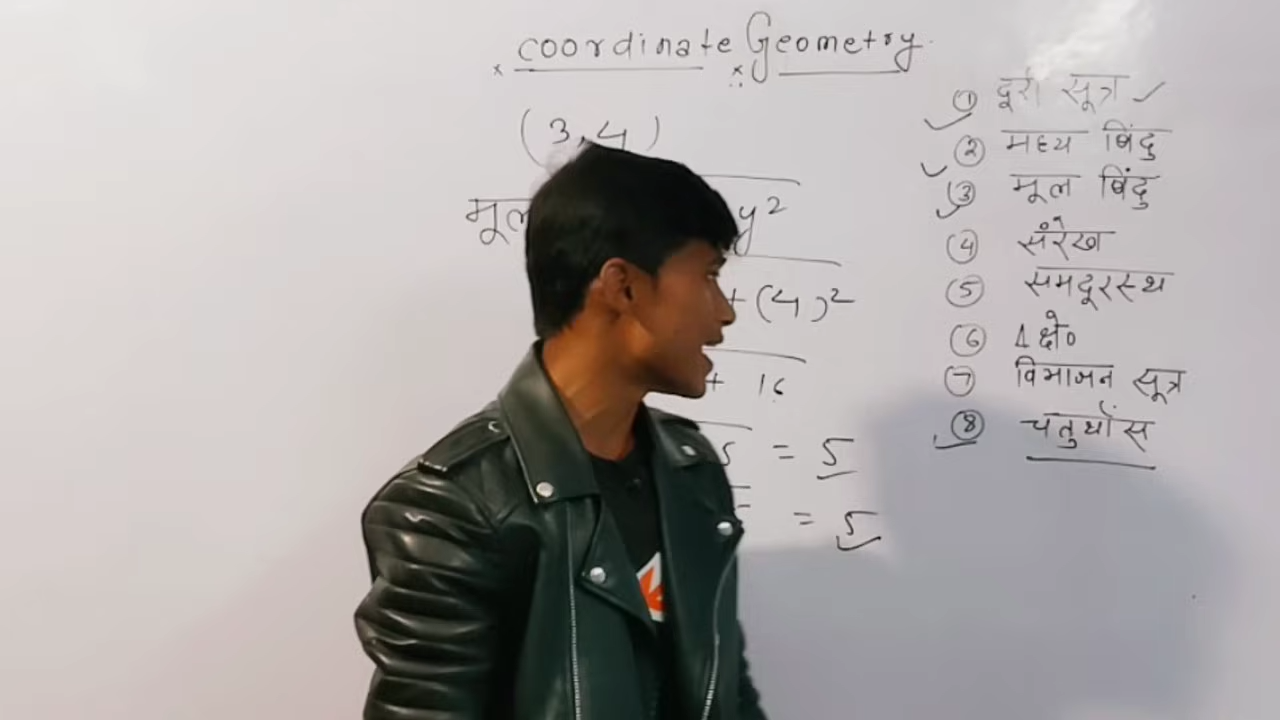 coordinate Geometry
(3,4)
मूल y²
+ (4)²
+ 16
5 = 5
= = 5
① दूरी सूत्र ✓
② मध्य बिंदु
③ मूल बिंदु
④ संरेख
⑤ समदूरस्थ
⑥ Δ क्षे०
⑦ विभाजन सूत्र
⑧ चतुर्थांस